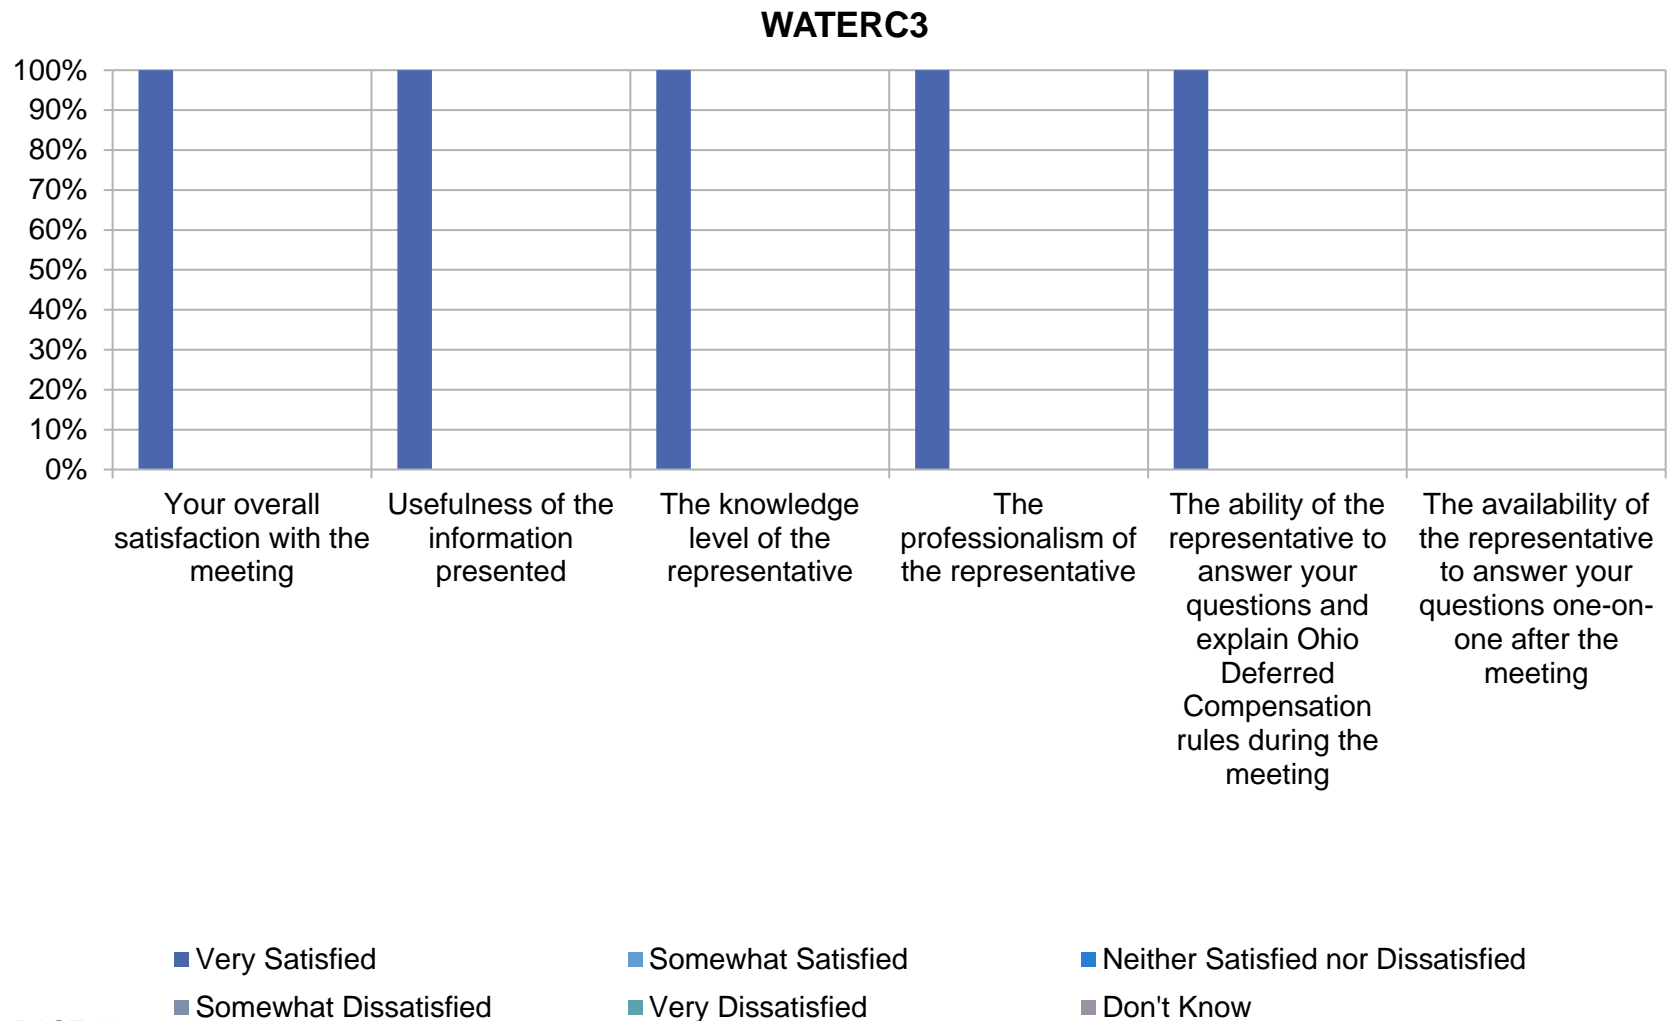 WATERC3
100%
90%
80%
70%
60%
50%
40%
30%
20%
10%
0%
Your overall
satisfaction with the
meeting
Usefulness of the
information
presented
The knowledge
level of the
representative
The
professionalism of
the representative
The ability of the
representative to
answer your
questions and
explain Ohio
Deferred
Compensation
rules during the
meeting
The availability of
the representative
to answer your
questions one-on-
one after the
meeting
Very Satisfied
Somewhat Satisfied
Neither Satisfied nor Dissatisfied
Somewhat Dissatisfied
Very Dissatisfied
Don't Know